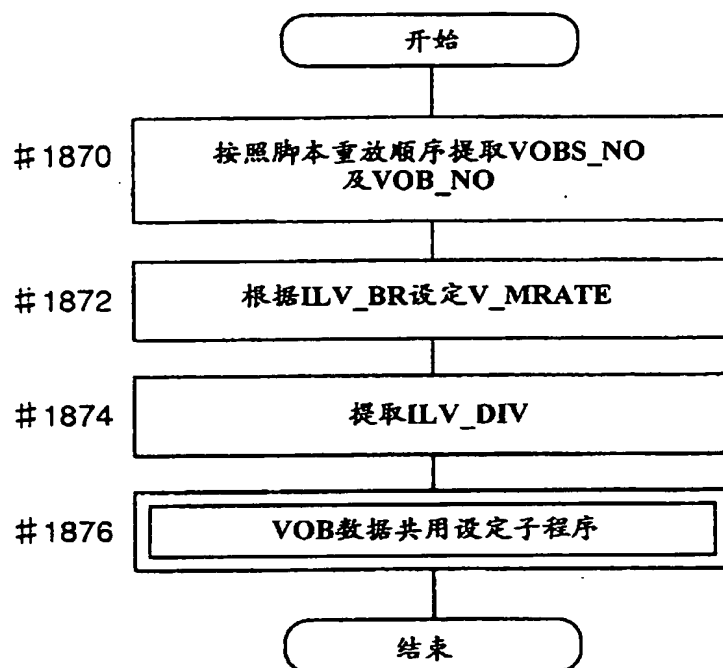 开始
#1870
按照脚本重放顺序提取VOBS_NO
及VOB_NO
#1872
根据ILV_BR设定V_MRATE
#1874
提取ILV_DIV
#1876
VOB数据共用设定子程序
结束